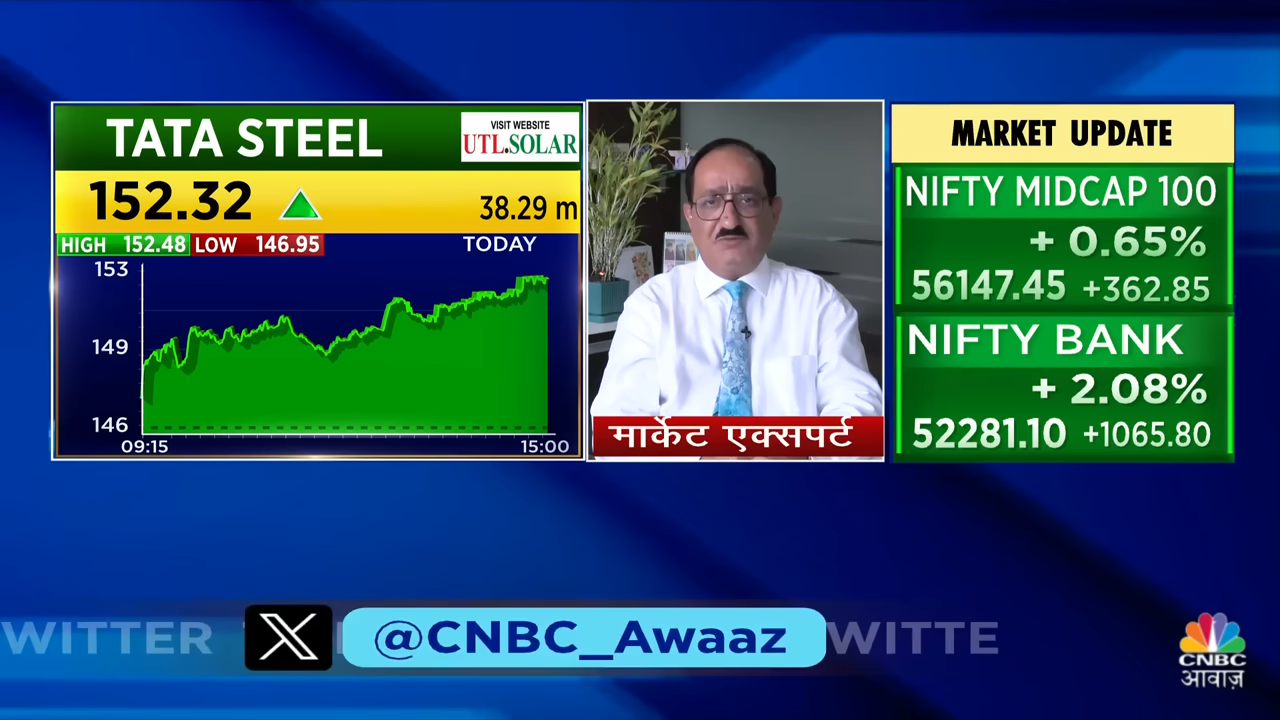 TATA STEEL
VISIT WEBSITE
UTL.SOLAR
152.32
38.29 m
HIGH 152.48 LOW 146.95
TODAY
153
149
146
09:15
15:00
मार्केट एक्सपर्ट
MARKET UPDATE
NIFTY MIDCAP 100
+ 0.65%
56147.45 +362.85
NIFTY BANK
+ 2.08%
52281.10 +1065.80
WITTER
X
@CNBC_Awaaz
WITTE
CNBC
आवाज़